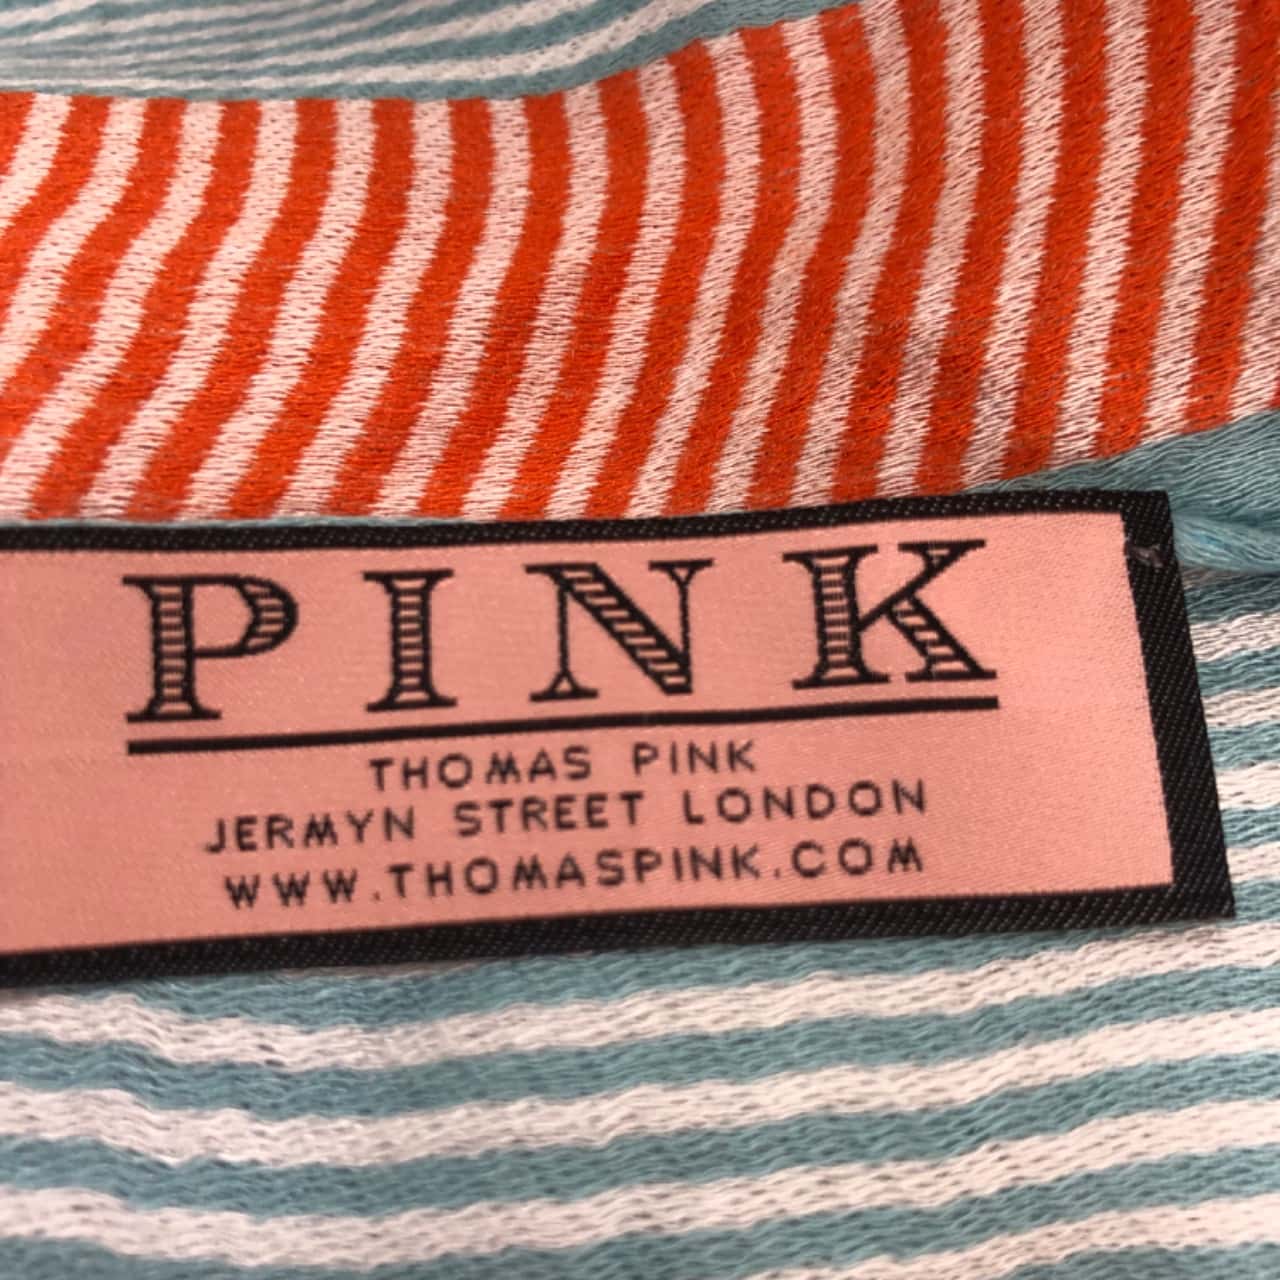 PINK
THOMAS PINK
JERMYN STREET LONDON
WWW.THOMASPINK.COM